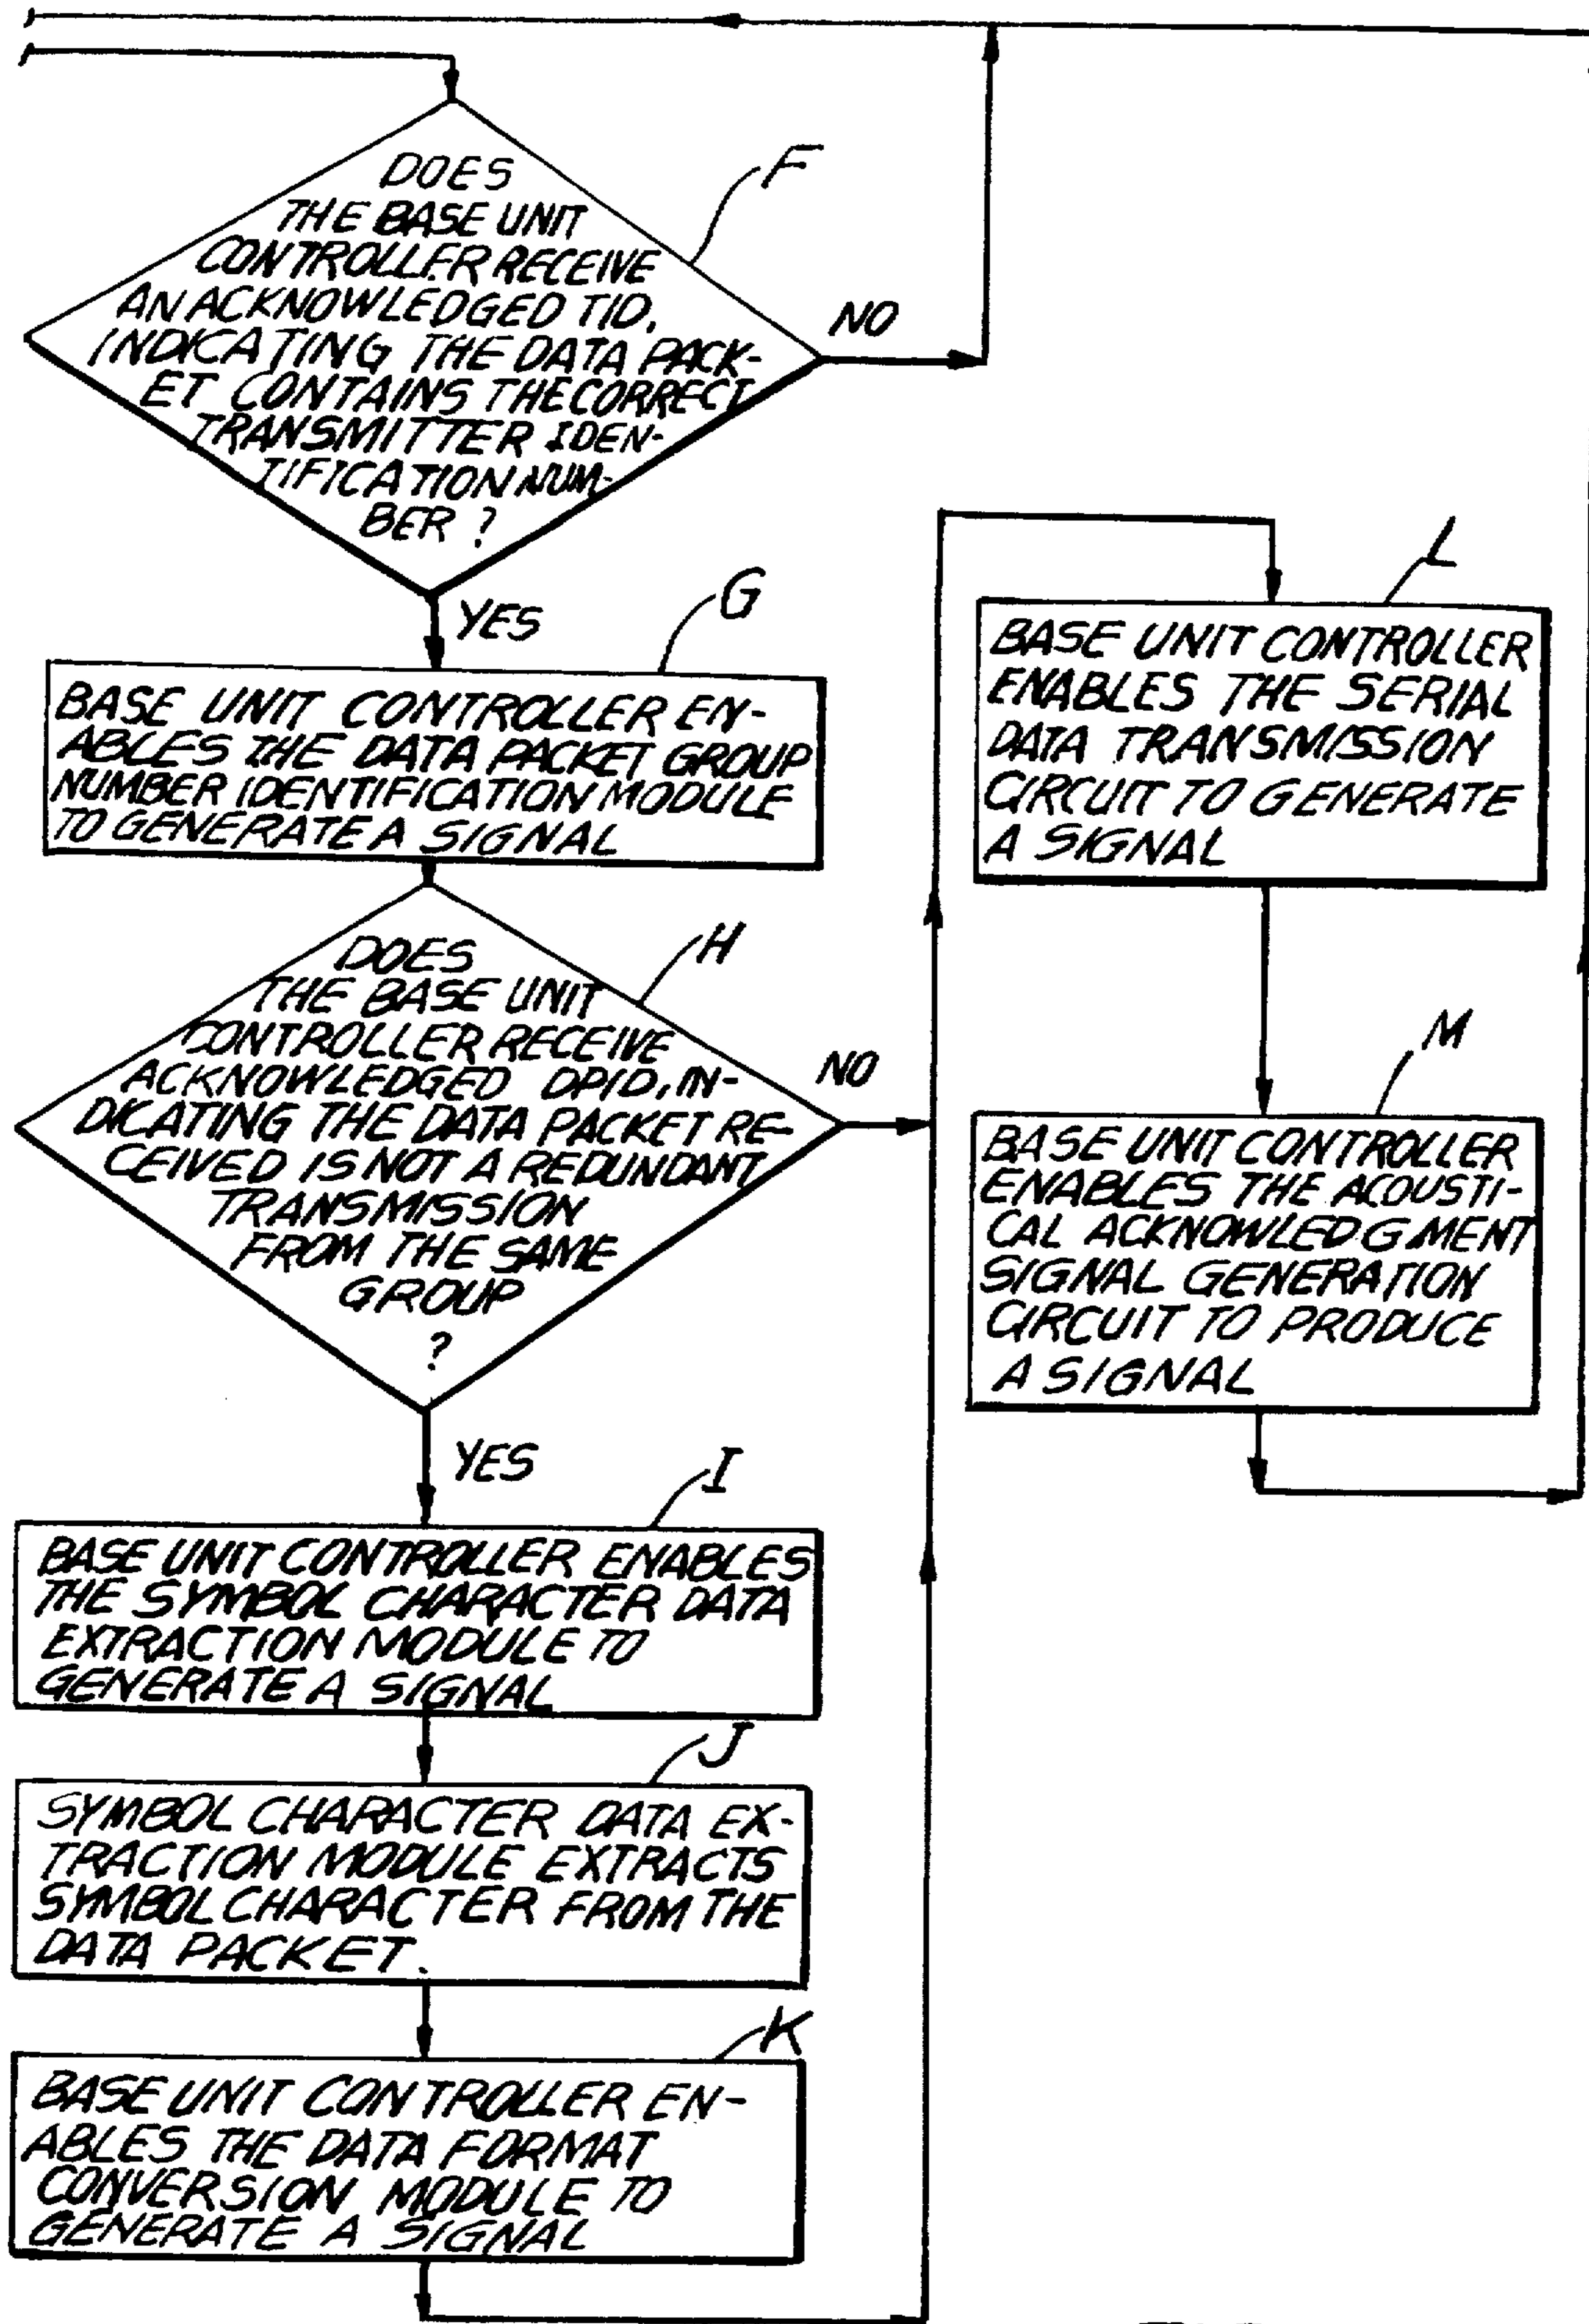 F
DOES
THE BASE UNIT
CONTROLLER RECEIVE
AN ACKNOWLEDGED TID,
INDICATING THE DATA PACK-
ET CONTAINS THE CORRECT
TRANSMITTER IDEN-
TIFICATION NUM-
BER ?
NO
YES
G
BASE UNIT CONTROLLER EN-
ABLES THE DATA PACKET GROUP
NUMBER IDENTIFICATION MODULE
TO GENERATE A SIGNAL
H
DOES
THE BASE UNIT
CONTROLLER RECEIVE
ACKNOWLEDGED DPID, IN-
DICATING THE DATA PACKET RE-
CEIVED IS NOT A REDUNDANT
TRANSMISSION
FROM THE SAME
GROUP
?
NO
YES
I
BASE UNIT CONTROLLER ENABLES
THE SYMBOL CHARACTER DATA
EXTRACTION MODULE TO
GENERATE A SIGNAL
J
SYMBOL CHARACTER DATA EX-
TRACTION MODULE EXTRACTS
SYMBOL CHARACTER FROM THE
DATA PACKET.
K
BASE UNIT CONTROLLER EN-
ABLES THE DATA FORMAT
CONVERSION MODULE TO
GENERATE A SIGNAL
L
BASE UNIT CONTROLLER
ENABLES THE SERIAL
DATA TRANSMISSION
CIRCUIT TO GENERATE
A SIGNAL
M
BASE UNIT CONTROLLER
ENABLES THE ACOUSTI-
CAL ACKNOWLEDGMENT
SIGNAL GENERATION
CIRCUIT TO PRODUCE
A SIGNAL